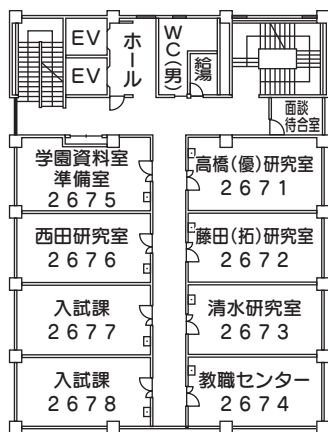 EV
EV
ホール
WC(男)
給湯
面談
待合室
学園資料室
準備室
2675
高橋(優)研究室
2671
西田研究室
2676
藤田(拓)研究室
2672
入試課
2677
清水研究室
2673
入試課
2678
教職センター
2674